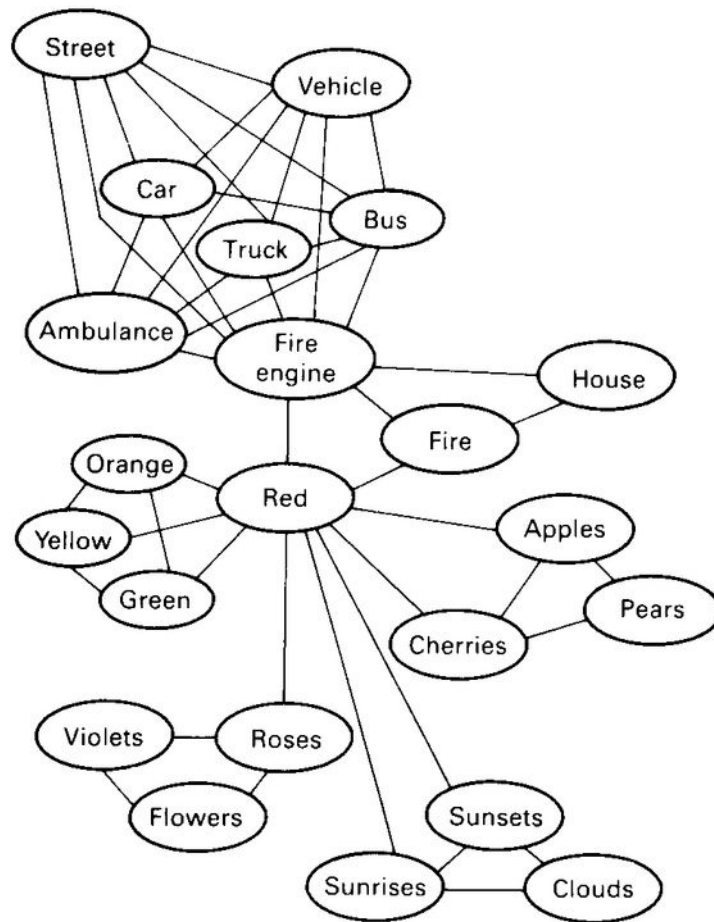 Street
Vehicle
Car
Bus
Truck
Ambulance
Fire
engine
House
Fire
Orange
Red
Yellow
Apples
Green
Pears
Cherries
Violets
Roses
Flowers
Sunsets
Sunrises
Clouds